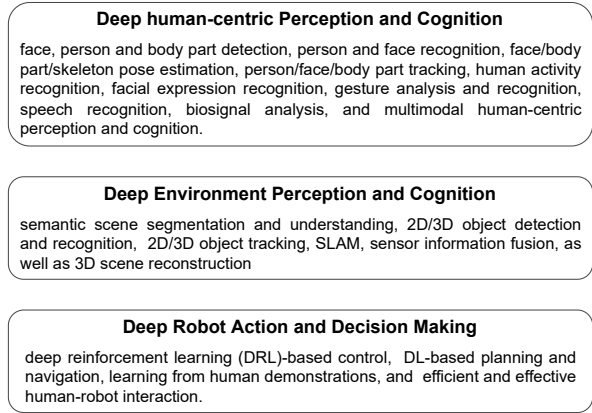 Deep human-centric Perception and Cognition
face, person and body part detection, person and face recognition, face/body
part/skeleton pose estimation, person/face/body part tracking, human activity
recognition, facial expression recognition, gesture analysis and recognition,
speech recognition, biosignal analysis, and multimodal human-centric
perception and cognition.
Deep Environment Perception and Cognition
semantic scene segmentation and understanding, 2D/3D object detection
and recognition, 2D/3D object tracking, SLAM, sensor information fusion, as
well as 3D scene reconstruction
Deep Robot Action and Decision Making
deep reinforcement learning (DRL)-based control, DL-based planning and
navigation, learning from human demonstrations, and efficient and effective
human-robot interaction.